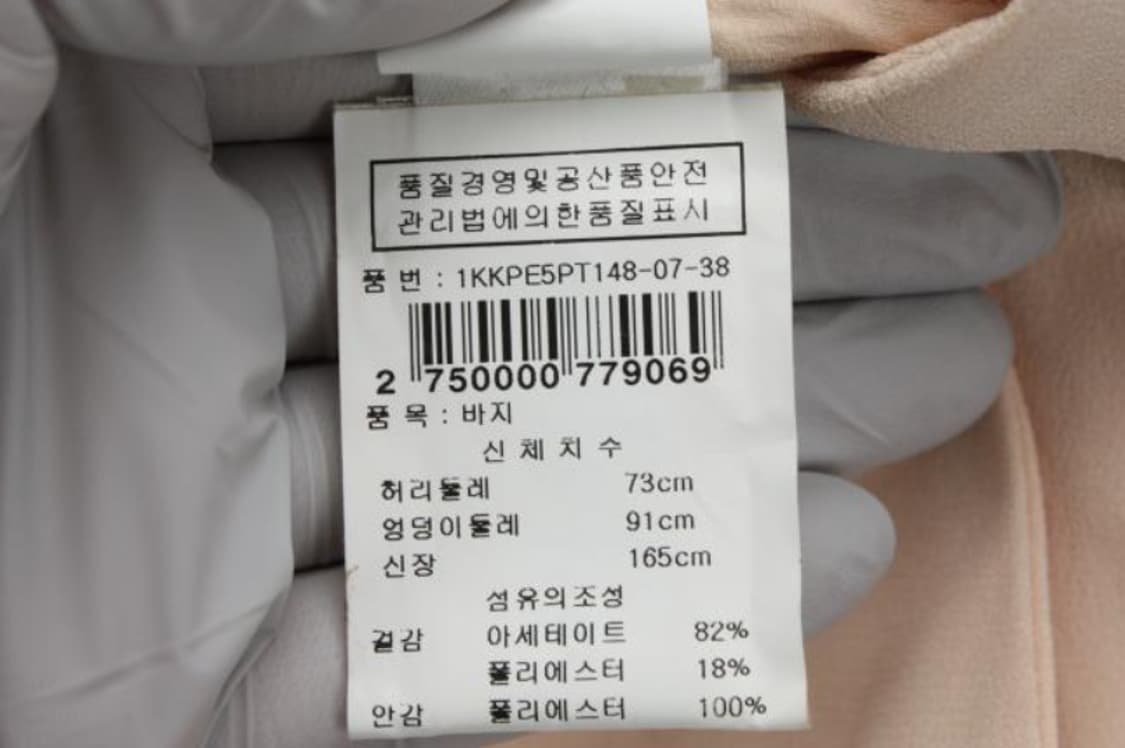 품질경영및공산품안전
관리법에의한품질표시
품 번 : 1KKPE5PT148-07-38
2 750000 779069
품 목 : 바지
신 체 치 수
허리둘레 73cm
엉덩이둘레 91cm
신장 165cm
섬유의조성
겉감 아세테이트 82%
폴리에스터 18%
안감 폴리에스터 100%